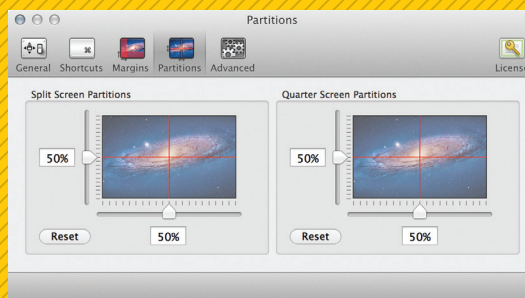 Partitions
General Shortcuts Margins Partitions Advanced License
Split Screen Partitions
50%
Reset
50%
Quarter Screen Partitions
50%
Reset
50%